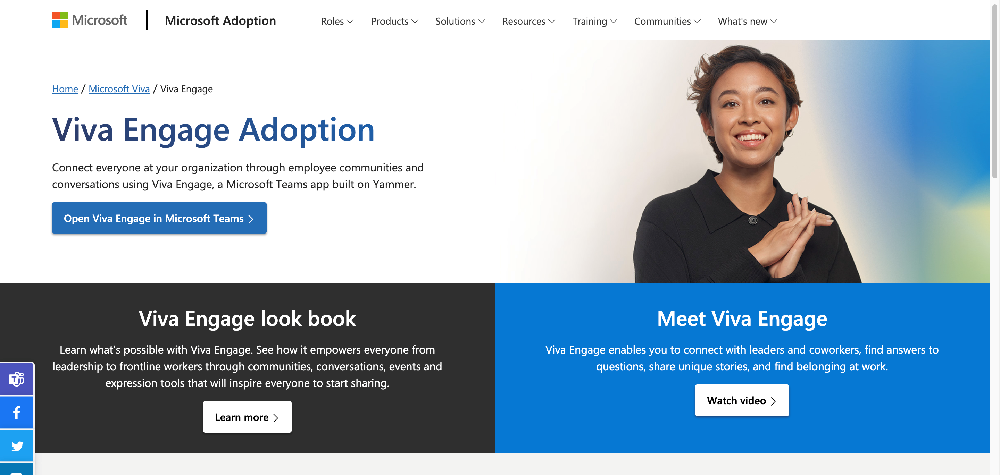 Microsoft
Microsoft Adoption
Roles
Products
Solutions
Resources
Training
Communities
What's new
Home / Microsoft Viva / Viva Engage
Viva Engage Adoption
Connect everyone at your organization through employee communities and
conversations using Viva Engage, a Microsoft Teams app built on Yammer.
Open Viva Engage in Microsoft Teams
Viva Engage look book
Learn what’s possible with Viva Engage. See how it empowers everyone from
leadership to frontline workers through communities, conversations, events and
expression tools that will inspire everyone to start sharing.
Learn more
Meet Viva Engage
Viva Engage enables you to connect with leaders and coworkers, find answers to
questions, share unique stories, and find belonging at work.
Watch video